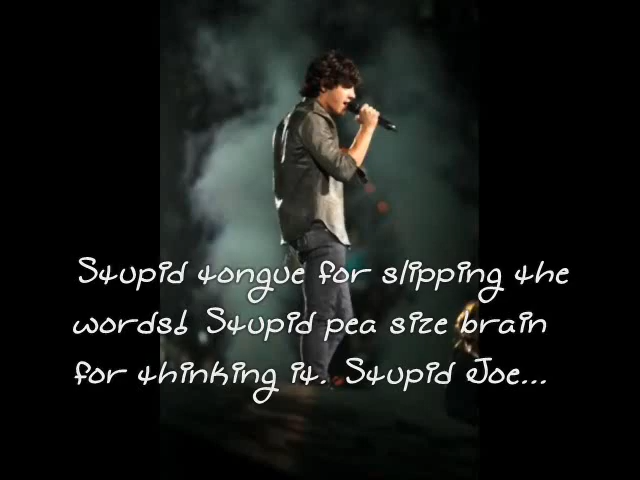 Stupid tongue for slipping the
words! Stupid pea size brain
for thinking it. Stupid Joe...